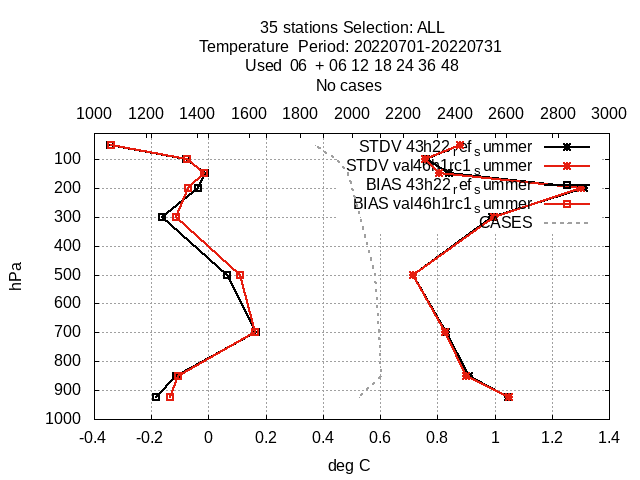 35 stations Selection: ALL
Temperature Period: 20220701-20220731
Used 06 + 06 12 18 24 36 48
No cases
1000 1200 1400 1600 1800 2000 2200 2400 2600 2800 3000
STDV 43h22_ref_summer
STDV val46h1rc1_summer
BIAS 43h22_ref_summer
BIAS val46h1rc1_summer
CASES
100
200
300
400
500
600
700
800
900
1000
hPa
-0.4 -0.2 0 0.2 0.4 0.6 0.8 1 1.2 1.4
deg C